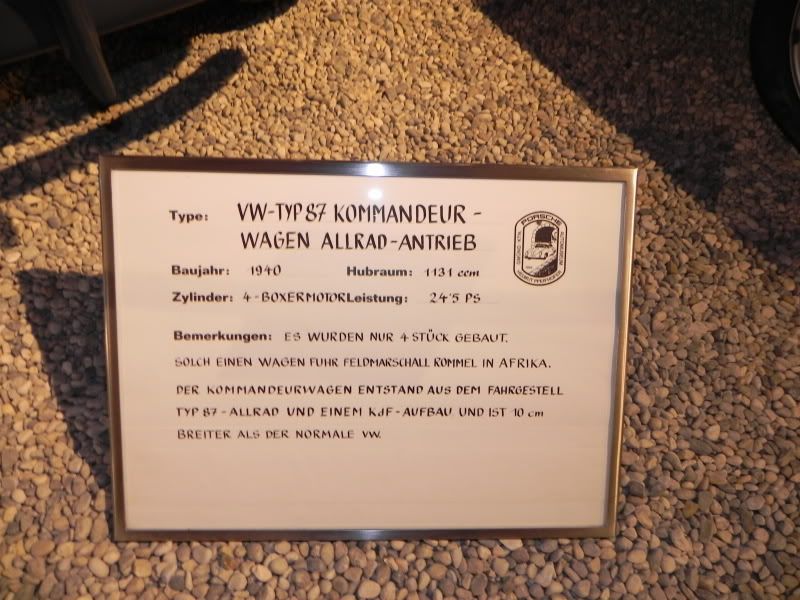 Type: VW-TYP 87 KOMMANDEUR-
WAGEN ALLRAD-ANTRIEB
Baujahr: 1940 Hubraum: 1131 ccm
Zylinder: 4-BOXERMOTOR Leistung: 24'5 PS
Bemerkungen: ES WURDEN NUR 4 STÜCK GEBAUT.
SOLCH EINEN WAGEN FUHR FELDMARSCHALL ROMMEL IN AFRIKA.
DER KOMMANDEURWAGEN ENTSTAND AUS DEM FAHRGESTELL
TYP 87-ALLRAD UND EINEM KdF-AUFBAU UND IST 10 cm
BREITER ALS DER NORMALE VW.
PORSCHE